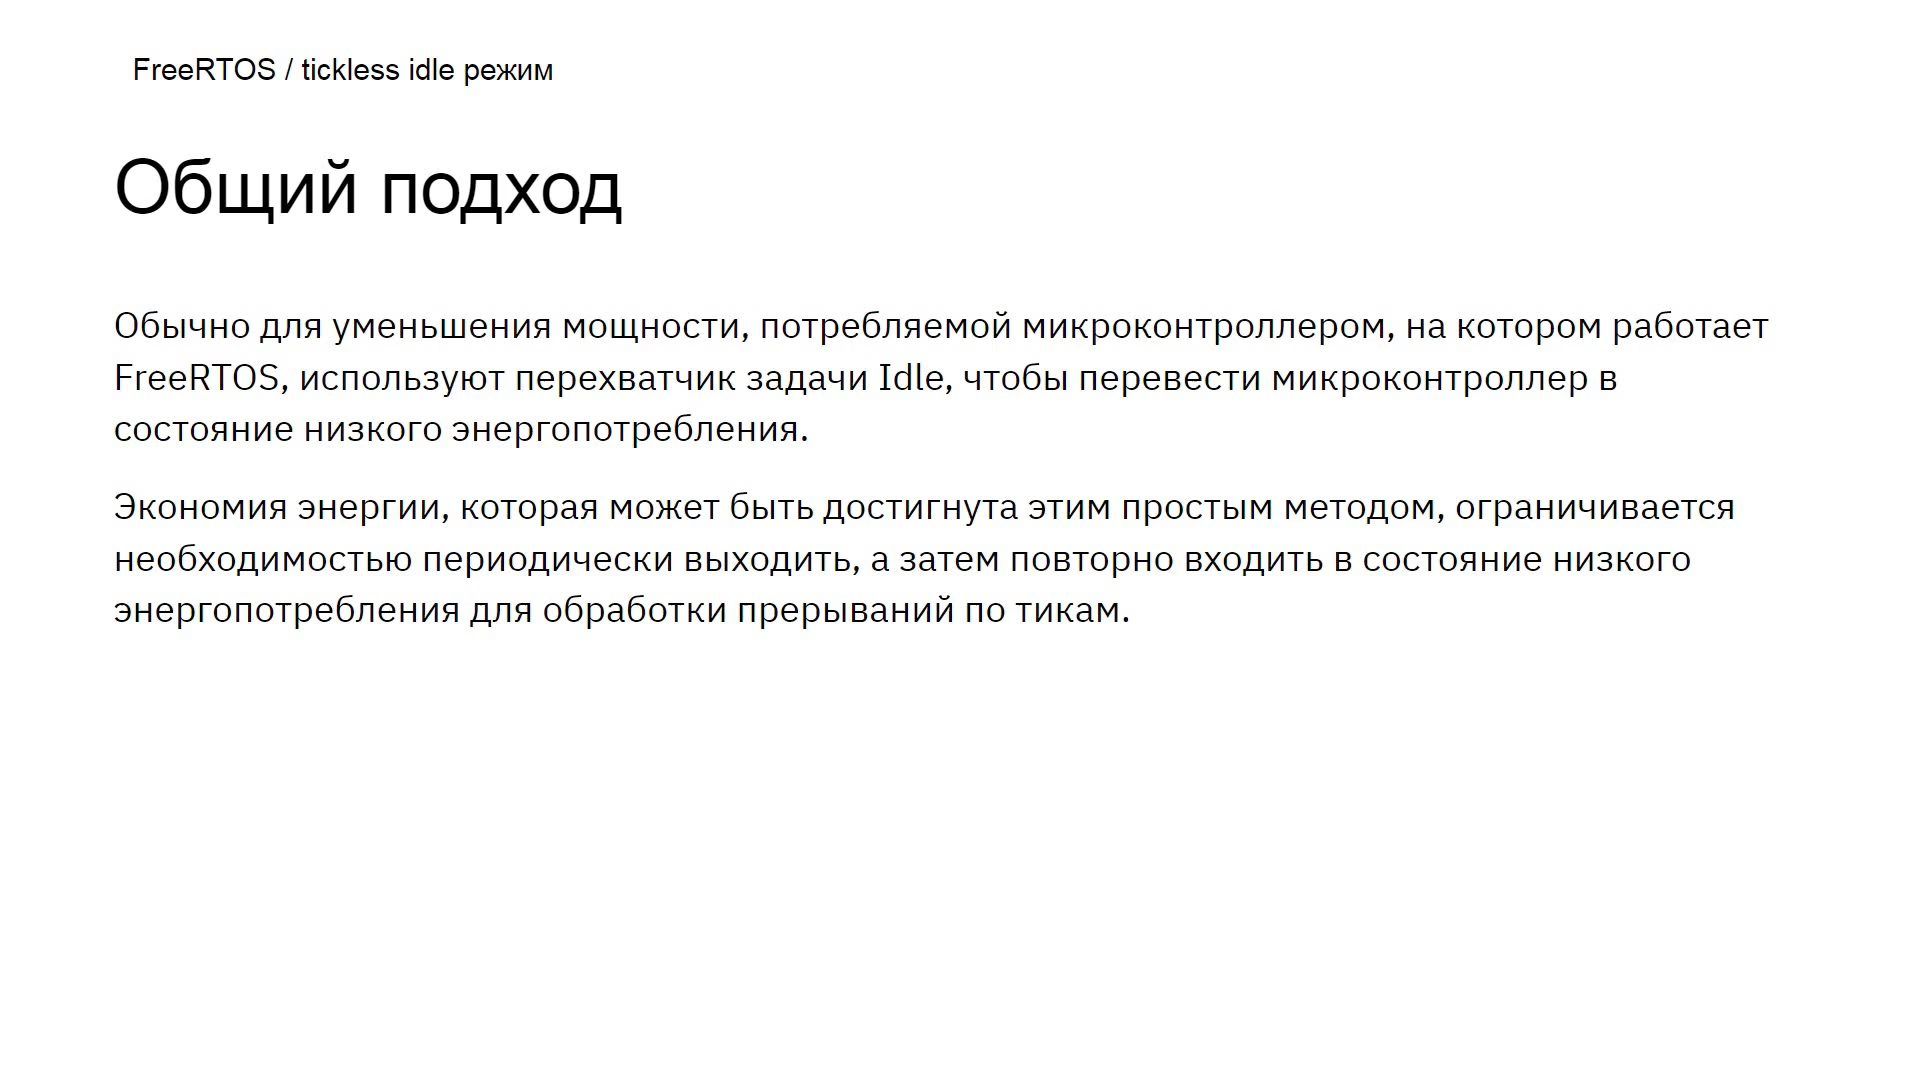 FreeRTOS / tickless idle режим
Общий подход
Обычно для уменьшения мощности, потребляемой микроконтроллером, на котором работает
FreeRTOS, используют перехватчик задачи Idle, чтобы перевести микроконтроллер в
состояние низкого энергопотребления.
Экономия энергии, которая может быть достигнута этим простым методом, ограничивается
необходимостью периодически выходить, а затем повторно входить в состояние низкого
энергопотребления для обработки прерываний по тикам.